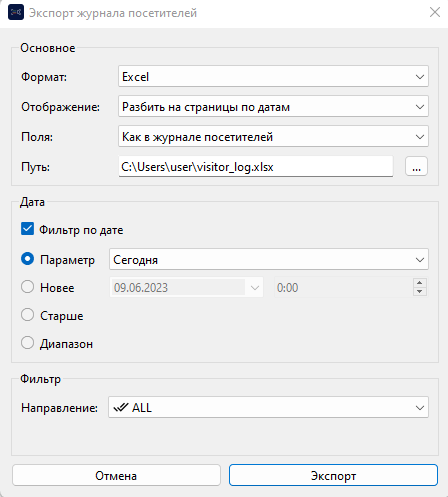 Экспорт журнала посетителей
Основное
Формат: Excel
Отображение: Разбить на страницы по датам
Поля: Как в журнале посетителей
Путь: C:\Users\user\visitor_log.xlsx ...
Дата
Фильтр по дате
Параметр Сегодня
Новее 09.06.2023 0:00
Старше
Диапазон
Фильтр
Направление: ALL
Отмена Экспорт